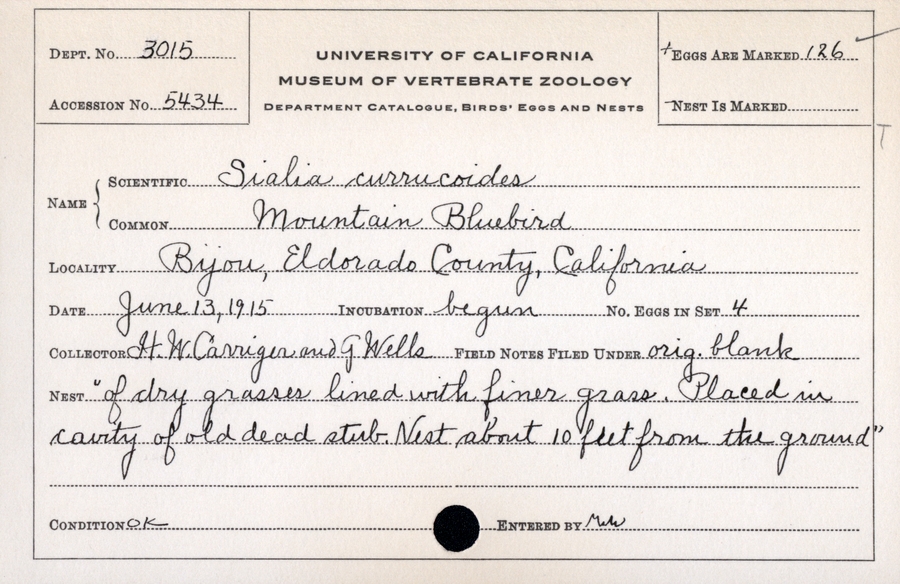 Dept. No. 3015
Accession No. 5434
UNIVERSITY OF CALIFORNIA
MUSEUM OF VERTEBRATE ZOOLOGY
Department Catalogue, Birds' Eggs and Nests
+Eggs Are Marked 126
-Nest Is Marked
T
Name { Scientific Sialia currucoides
Common Mountain Bluebird
Locality Bijou, Eldorado County, California
Date June 13, 1915 Incubation begun No. Eggs in Set 4
Collector H. W. Carriger and G Wells Field Notes Filed Under orig. blank
Nest "of dry grasses lined with finer grass. Placed in
cavity of old dead stub. Nest about 10 feet from the ground"
Condition OK Entered by